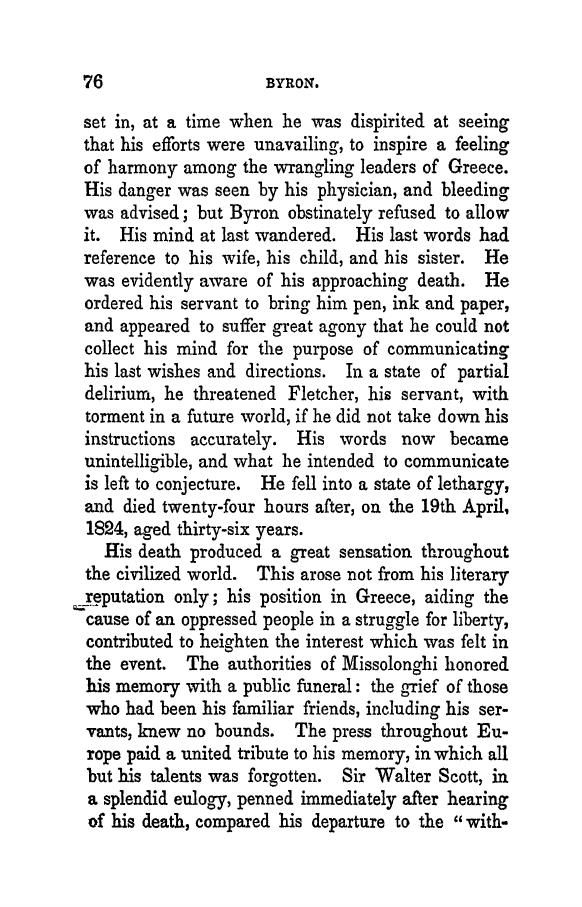 76 BYRON.
set in, at a time when he was dispirited at seeing
that his efforts were unavailing, to inspire a feeling
of harmony among the wrangling leaders of Greece.
His danger was seen by his physician, and bleeding
was advised; but Byron obstinately refused to allow
it. His mind at last wandered. His last words had
reference to his wife, his child, and his sister. He
was evidently aware of his approaching death. He
ordered his servant to bring him pen, ink and paper,
and appeared to suffer great agony that he could not
collect his mind for the purpose of communicating
his last wishes and directions. In a state of partial
delirium, he threatened Fletcher, his servant, with
torment in a future world, if he did not take down his
instructions accurately. His words now became
unintelligible, and what he intended to communicate
is left to conjecture. He fell into a state of lethargy,
and died twenty-four hours after, on the 19th April,
1824, aged thirty-six years.
His death produced a great sensation throughout
the civilized world. This arose not from his literary
reputation only; his position in Greece, aiding the
cause of an oppressed people in a struggle for liberty,
contributed to heighten the interest which was felt in
the event. The authorities of Missolonghi honored
his memory with a public funeral: the grief of those
who had been his familiar friends, including his ser-
vants, knew no bounds. The press throughout Eu-
rope paid a united tribute to his memory, in which all
but his talents was forgotten. Sir Walter Scott, in
a splendid eulogy, penned immediately after hearing
of his death, compared his departure to the "with-